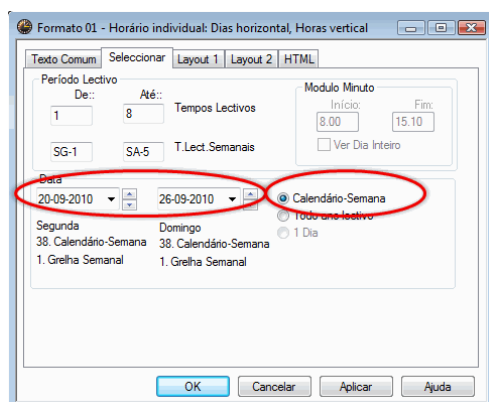 Formato 01 - Horário individual: Dias horizontal, Horas vertical
Texto Comum Seleccionar Layout 1 Layout 2 HTML
Período Lectivo
De:: Até::
1 8 Tempos Lectivos
SG-1 SA-5 T.Lect.Semanais
Modulo Minuto
Início: Fim:
8.00 15.10
Ver Dia Inteiro
Data
20-09-2010 26-09-2010 Calendário-Semana
Todo ano lectivo
1 Dia
Segunda Domingo
38. Calendário-Semana 38. Calendário-Semana
1. Grelha Semanal 1. Grelha Semanal
OK Cancelar Aplicar Ajuda